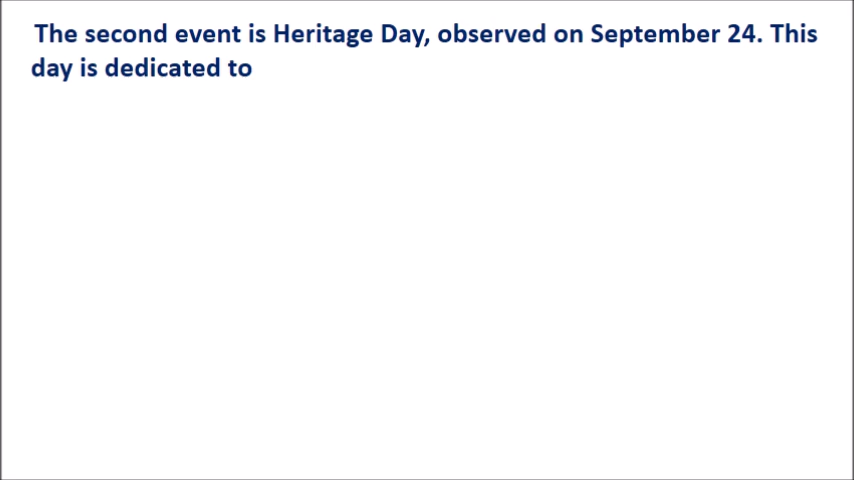 The second event is Heritage Day, observed on September 24. This
day is dedicated to